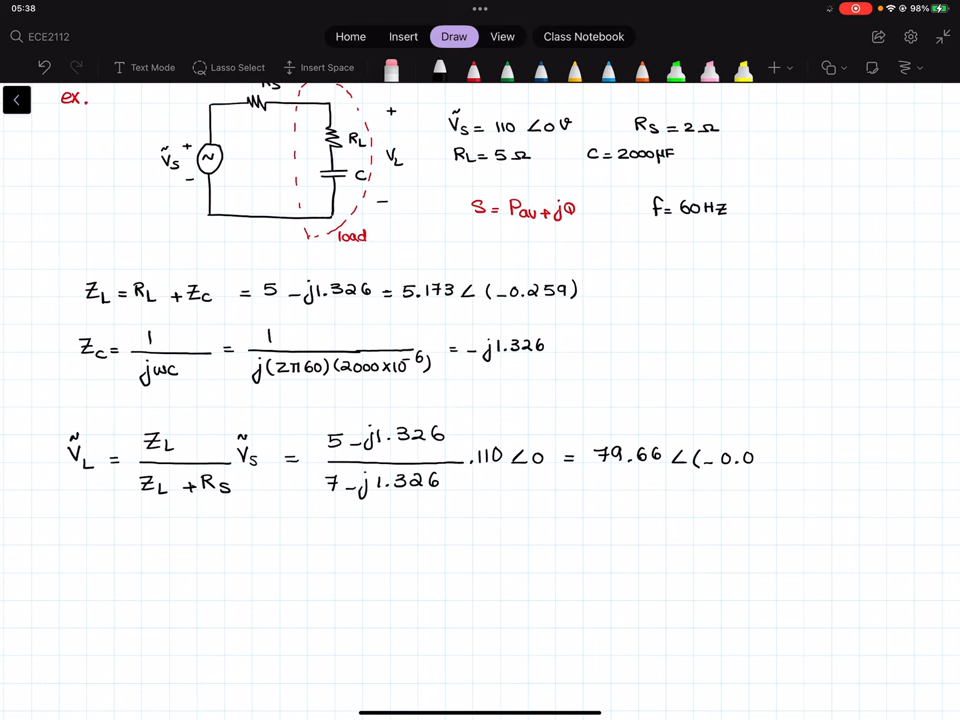 05:38
98%
ECE2112
Home Insert Draw View Class Notebook
Text Mode Lasso Select Insert Space
ex.
Rs
+
RL
Ṽs
+
−
~
VL
C
−
load
Ṽs = 110 ∠0 V Rs = 2 Ω
RL = 5 Ω C = 2000 μF
S = Pav + jQ f = 60 Hz
ZL = RL + Zc = 5 − j1.326 = 5.173 ∠ (−0.259)
Zc = 1/jωc = 1/j(2π60)(2000×10⁻⁶) = − j1.326
ṼL = ZL/(ZL + Rs) Ṽs = (5 − j1.326)/(7 − j1.326) . 110 ∠0 = 79.66 ∠ (− 0.0